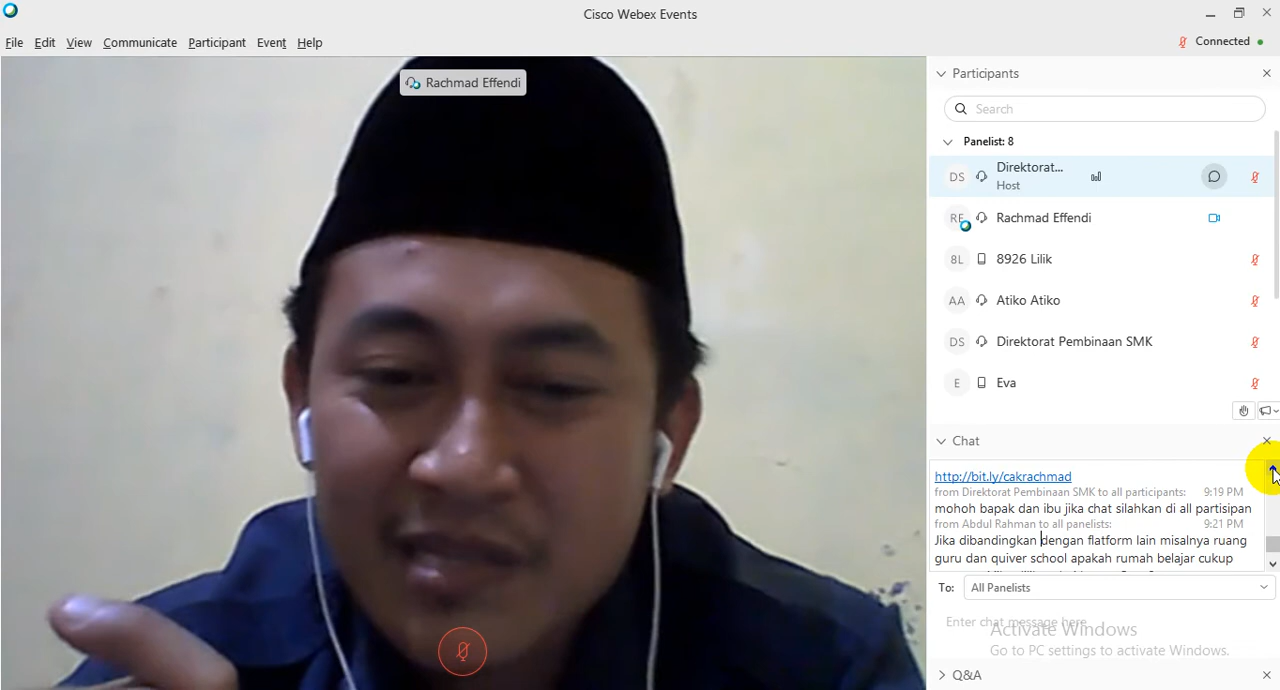 Cisco Webex Events
File Edit View Communicate Participant Event Help
Connected
Rachmad Effendi
Participants
Search
Panelist: 8
DS Direktorat...
Host
RE Rachmad Effendi
8L 8926 Lilik
AA Atiko Atiko
DS Direktorat Pembinaan SMK
E Eva
Chat
http://bit.ly/cakrachmad
from Direktorat Pembinaan SMK to all participants: 9:19 PM
mohoh bapak dan ibu jika chat silahkan di all partisipan
from Abdul Rahman to all panelists: 9:21 PM
Jika dibandingkan dengan flatform lain misalnya ruang
guru dan quiver school apakah rumah belajar cukup
To: All Panelists
Enter chat message here
Activate Windows
Go to PC settings to activate Windows.
Q&A